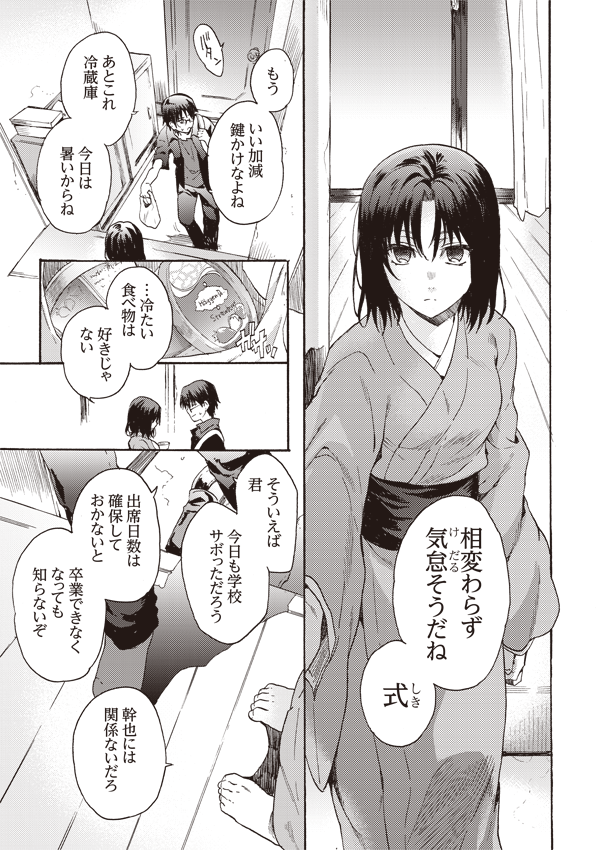 相変わらず
気怠そうだね
けだる
式
しき
バタン
もう
いい加減
鍵かけなよね
あとこれ
冷蔵庫
今日は
暑いからね
Strawberry
ガサ
…冷たい
食べ物は
好きじゃ
ない
そういえば
君
今日も学校
サボっただろう
出席日数は
確保して
おかないと
卒業できなく
なっても
知らないぞ
幹也には
関係ないだろ